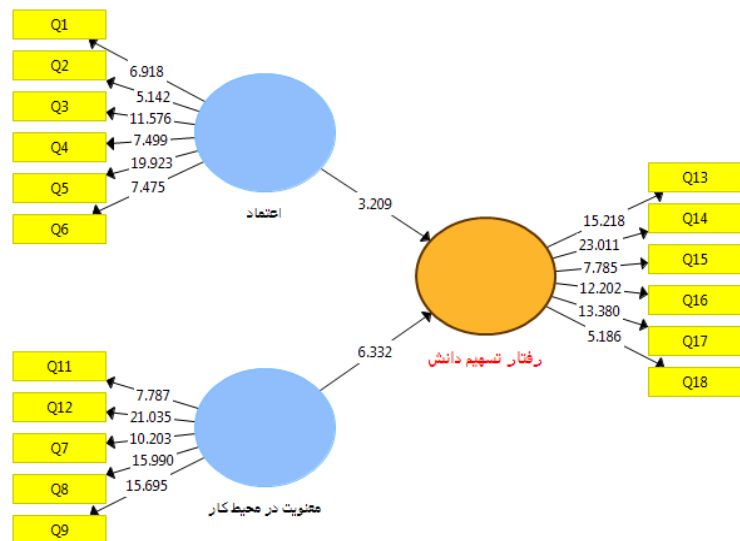 Q1
Q2
Q3
Q4
Q5
Q6
6.918
5.142
11.576
7.499
19.923
7.475
اعتماد
3.209
Q11
Q12
Q7
Q8
Q9
7.787
21.035
10.203
15.990
15.695
معنویت در محیط کار
6.332
رفتار تسهیم دانش
15.218
23.011
7.785
12.202
13.380
5.186
Q13
Q14
Q15
Q16
Q17
Q18